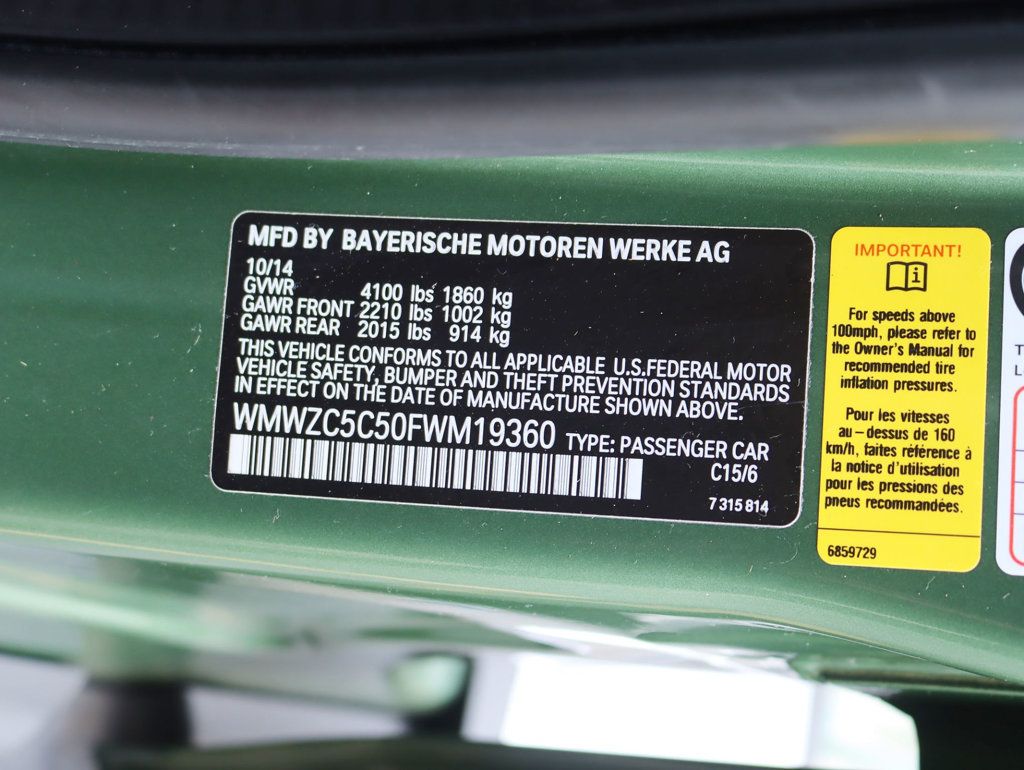 MFD BY BAYERISCHE MOTOREN WERKE AG
10/14
GVWR 4100 lbs 1860 kg
GAWR FRONT 2210 lbs 1002 kg
GAWR REAR 2015 lbs 914 kg
THIS VEHICLE CONFORMS TO ALL APPLICABLE U.S.FEDERAL MOTOR
VEHICLE SAFETY, BUMPER AND THEFT PREVENTION STANDARDS
IN EFFECT ON THE DATE OF MANUFACTURE SHOWN ABOVE.
WMWZC5C50FWM19360 TYPE: PASSENGER CAR
C15/6
7 315 814
IMPORTANT!
i
For speeds above
100mph, please refer to
the Owner's Manual for
recommended tire
inflation pressures.
Pour les vitesses
au – dessus de 160
km/h, faites référence à
la notice d'utilisation
pour les pressions des
pneus recommandées.
6859729